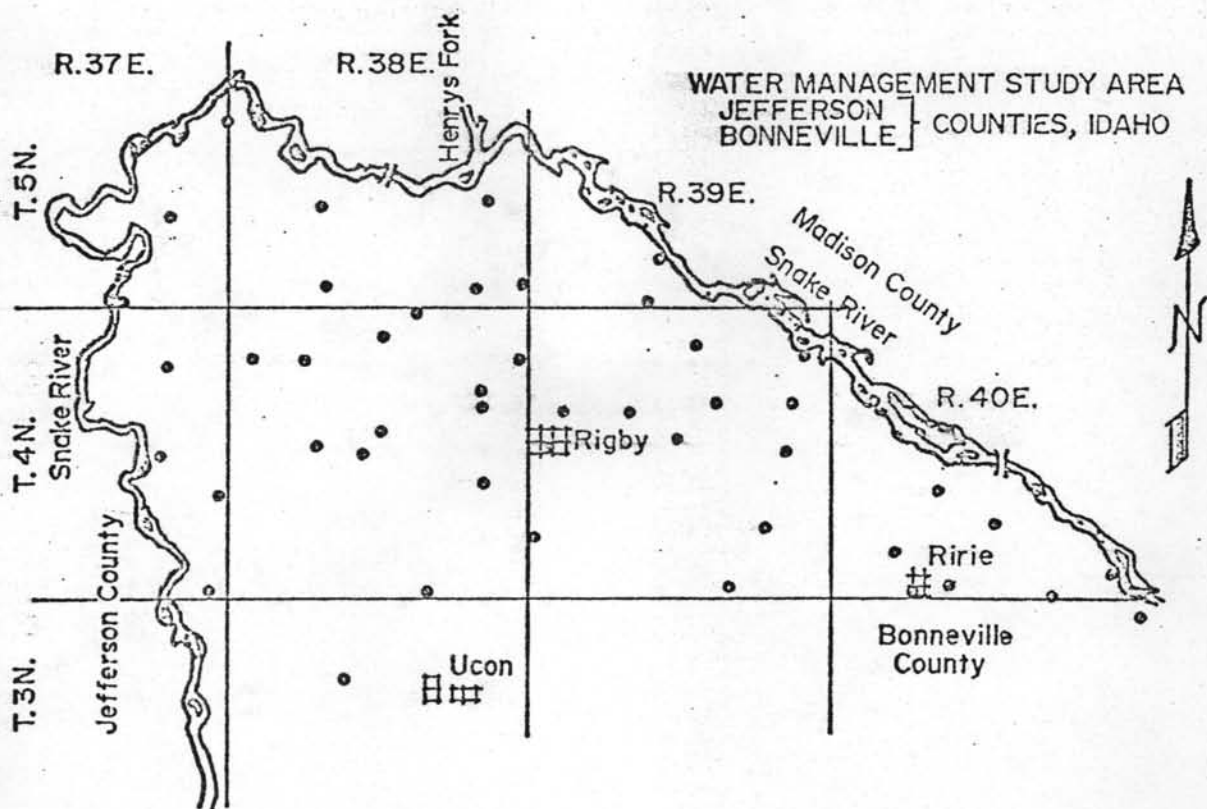 R.37E.
R.38E.
Henrys Fork
WATER MANAGEMENT STUDY AREA
JEFFERSON
BONNEVILLE } COUNTIES, IDAHO
T.5N.
R.39E.
Madison County
Snake River
N
R.40E.
T.4N.
Snake River
Rigby
Jefferson County
Ririe
Bonneville
County
T.3N.
Ucon